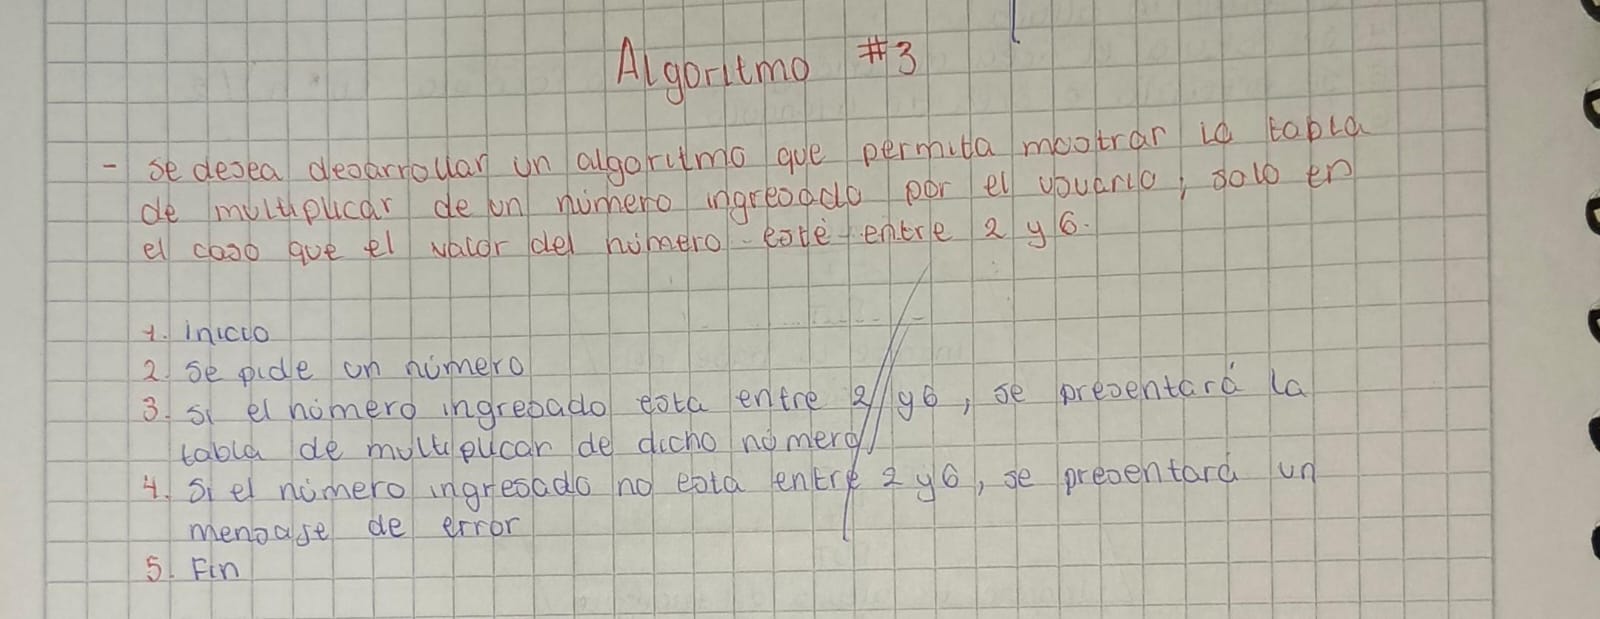 Algoritmo #3
- se desea desarrollar un algoritmo que permita mostrar la tabla
de multiplicar de un número ingresado por el usuario, solo en
el caso que el valor del número esté entre 2 y 6.
1. Inicio
2. Se pide un número
3. Si el número ingresado esta entre 2 y 6, se presentará la
tabla de multiplicar de dicho número
4. Si el número ingresado no esta entre 2 y 6, se presentará un
mensaje de error
5. Fin